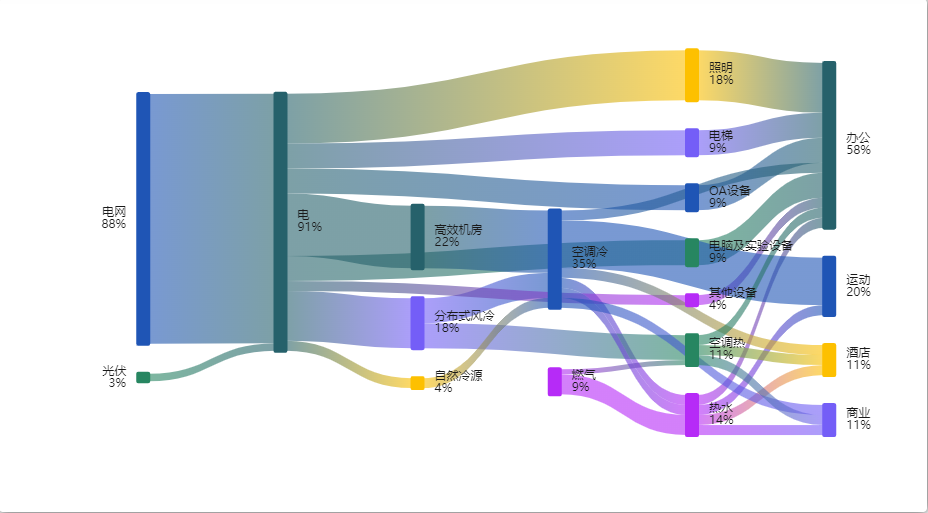 电网
88%
光伏
3%
电
91%
高效机房
22%
分布式风冷
18%
自然冷源
4%
空调冷
35%
燃气
9%
照明
18%
电梯
9%
OA设备
9%
电脑及实验设备
9%
其他设备
4%
空调热
11%
热水
14%
办公
58%
运动
20%
酒店
11%
商业
11%